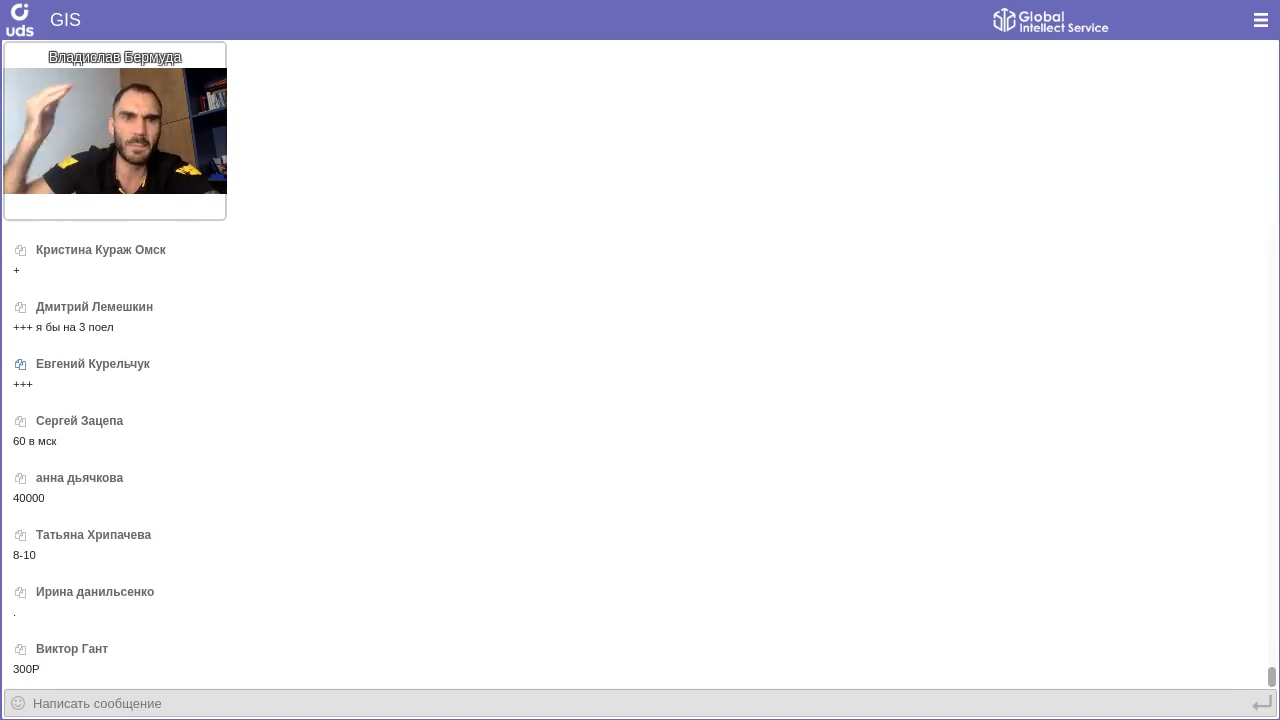 uds
GIS
Global
Intellect Service
Владислав Бермуда
Кристина Кураж Омск
+
Дмитрий Лемешкин
+++ я бы на 3 поел
Евгений Курельчук
+++
Сергей Зацепа
60 в мск
анна дьячкова
40000
Татьяна Хрипачева
8-10
Ирина данильсенко
.
Виктор Гант
300Р
Написать сообщение